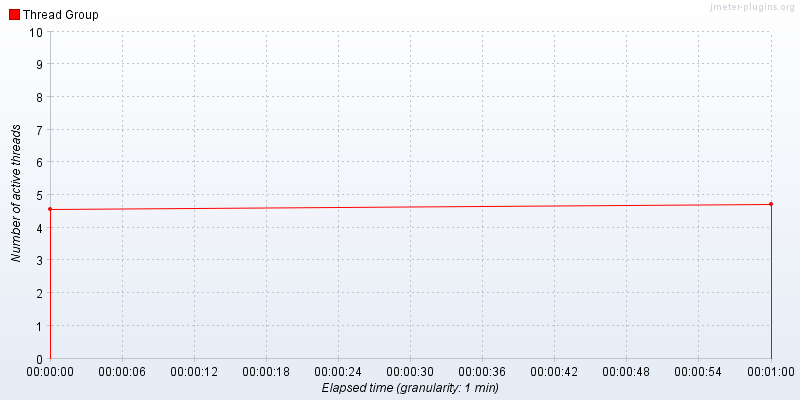 jmeter-plugins.org
Thread Group
10
9
8
7
6
5
4
3
2
1
0
Number of active threads
00:00:00 00:00:06 00:00:12 00:00:18 00:00:24 00:00:30 00:00:36 00:00:42 00:00:48 00:00:54 00:01:00
Elapsed time (granularity: 1 min)